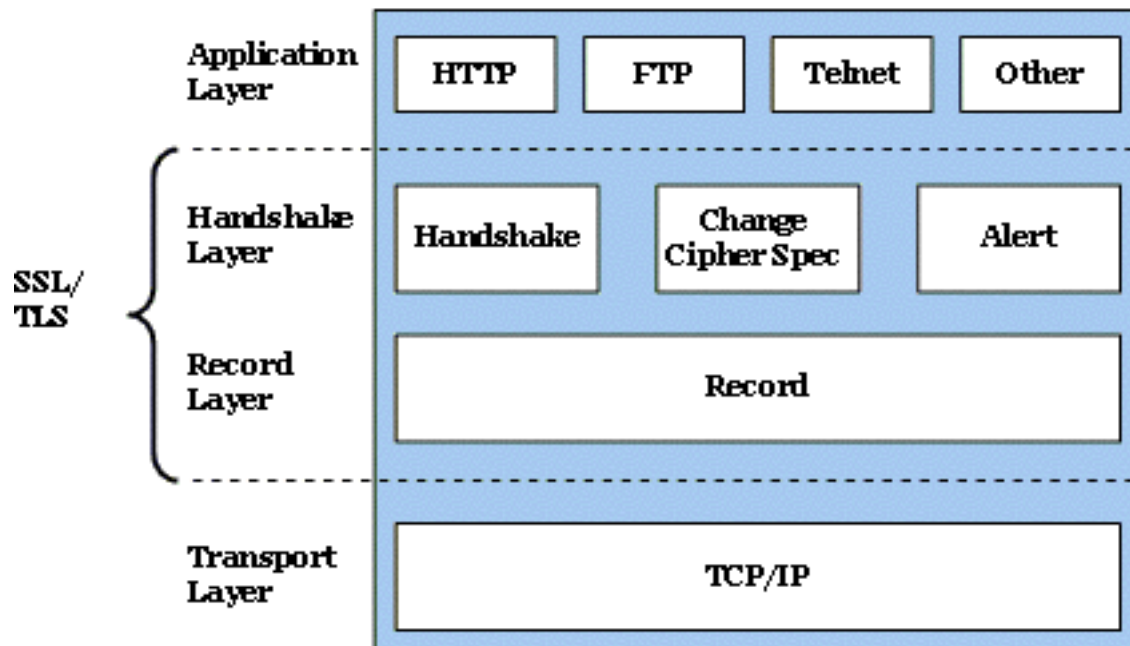 Application
Layer
HTTP
FTP
Telnet
Other
SSL/
TLS
Handshake
Layer
Handshake
Change
Cipher Spec
Alert
Record
Layer
Record
Transport
Layer
TCP/IP